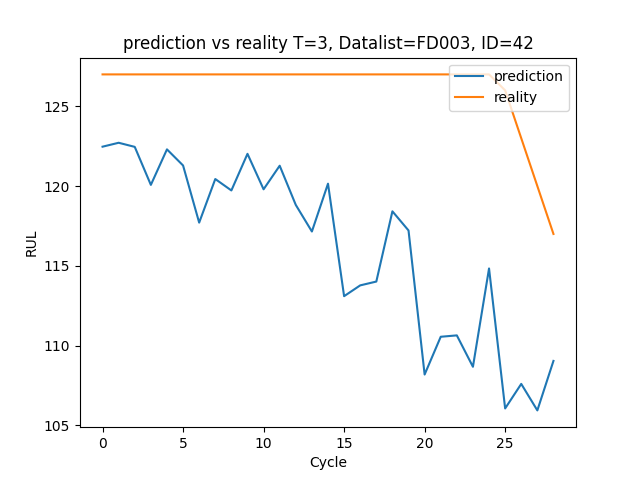 prediction vs reality T=3, Datalist=FD003, ID=42
prediction
reality
RUL
125
120
115
110
105
0 5 10 15 20 25
Cycle